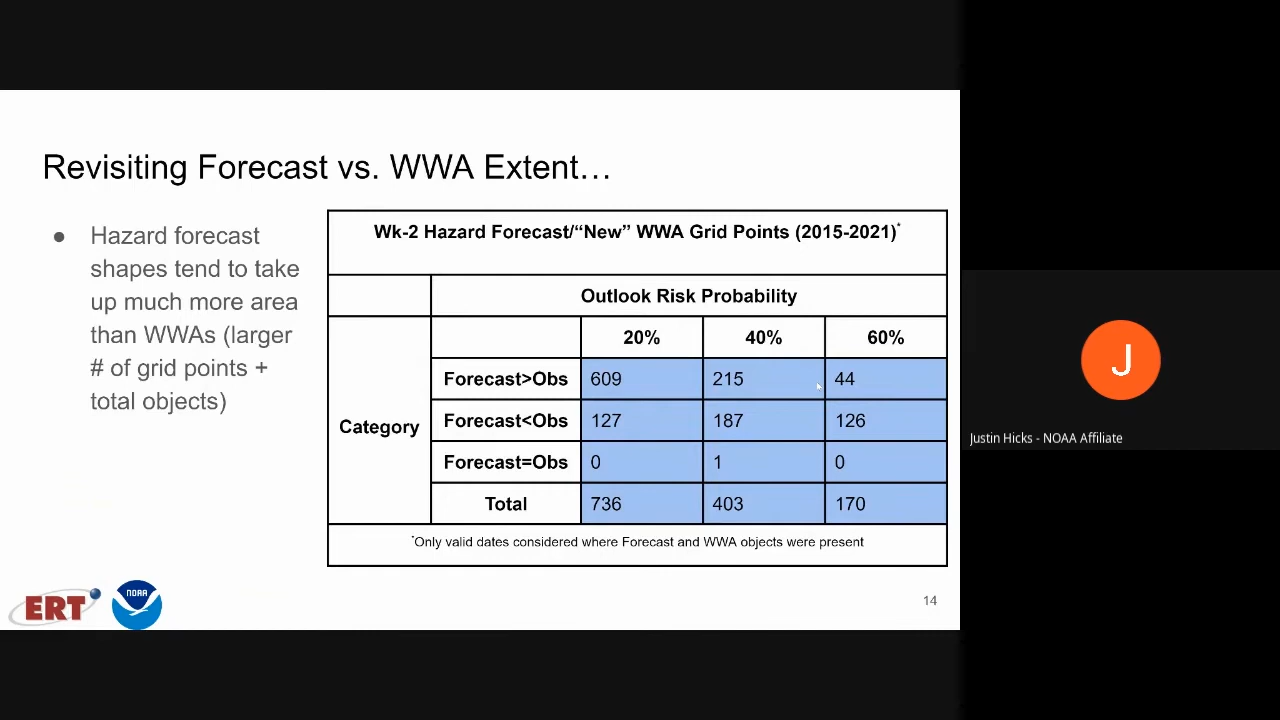 Revisiting Forecast vs. WWA Extent…
● Hazard forecast
shapes tend to take
up much more area
than WWAs (larger
# of grid points +
total objects)
Wk-2 Hazard Forecast/“New” WWA Grid Points (2015-2021)*
Outlook Risk Probability
20% 40% 60%
Category
Forecast>Obs 609 215 44
Forecast<Obs 127 187 126
Forecast=Obs 0 1 0
Total 736 403 170
*Only valid dates considered where Forecast and WWA objects were present
ERT NOAA
14
J
Justin Hicks - NOAA Affiliate